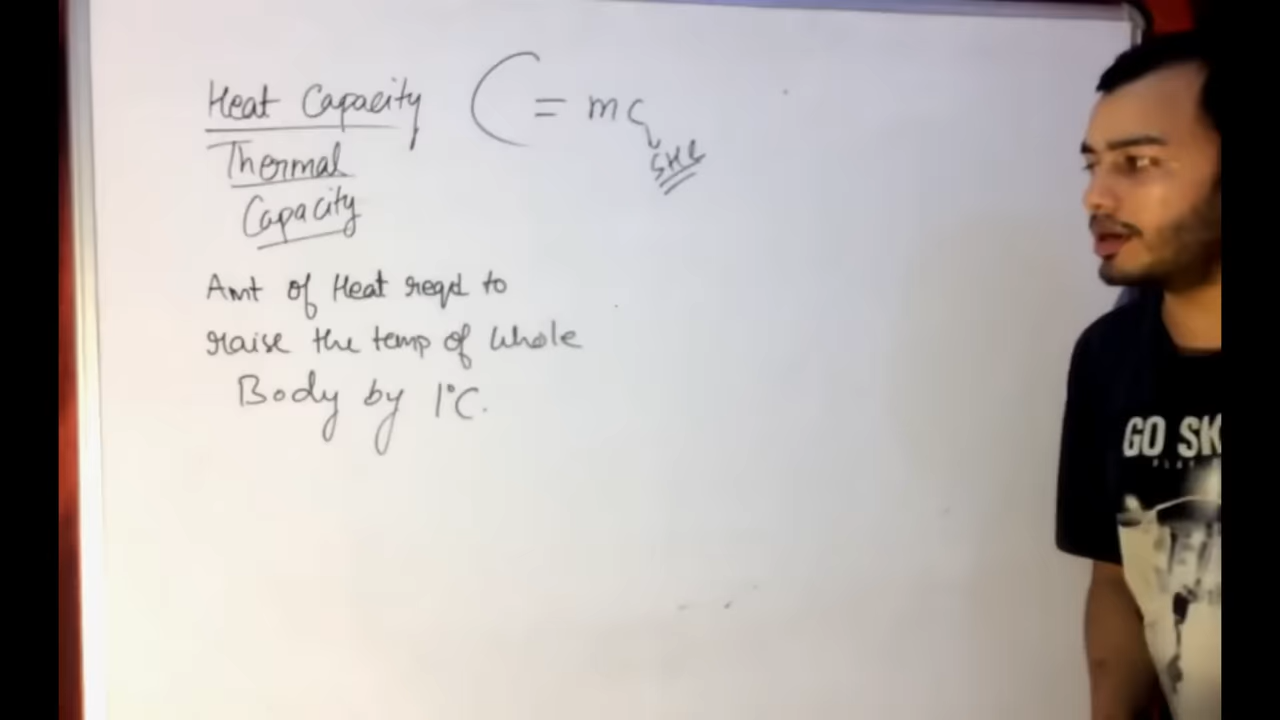 Heat Capacity C = mc
SHC
Thermal
Capacity
Amt of Heat reqd to
raise the temp of whole
Body by 1°C.
GO SK
PLAY